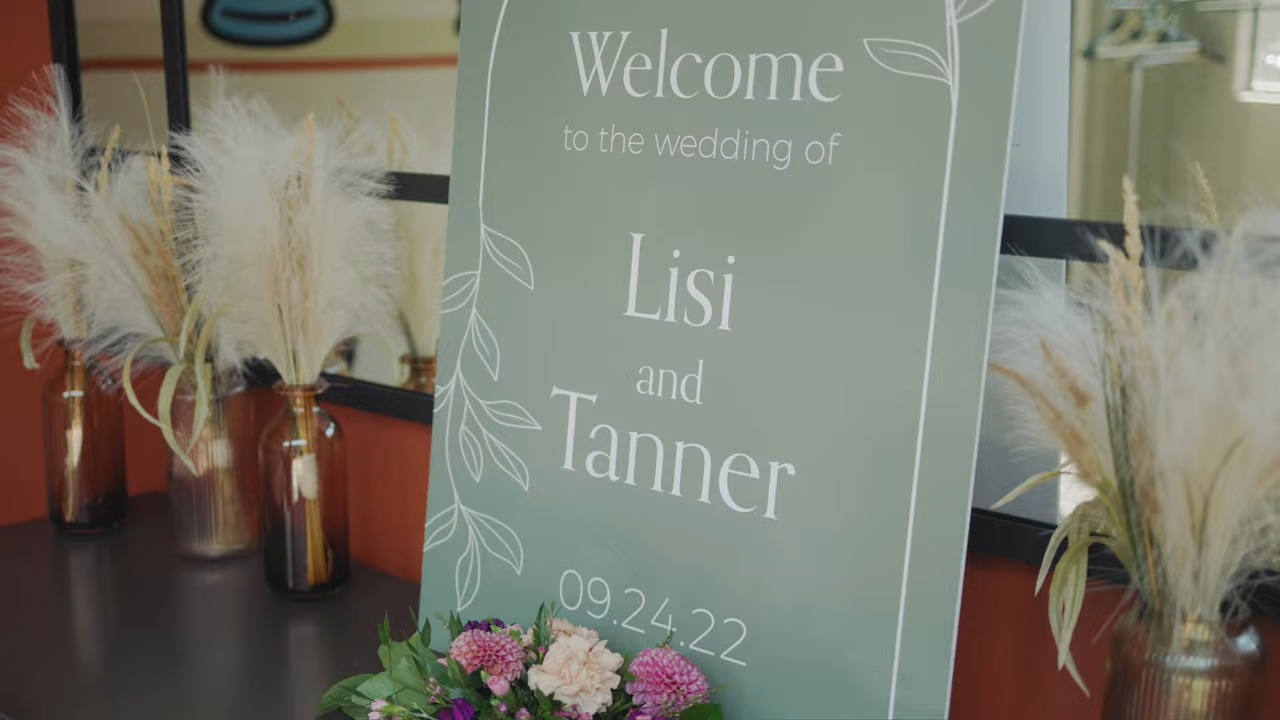 Welcome
to the wedding of
Lisi
and
Tanner
09.24.22